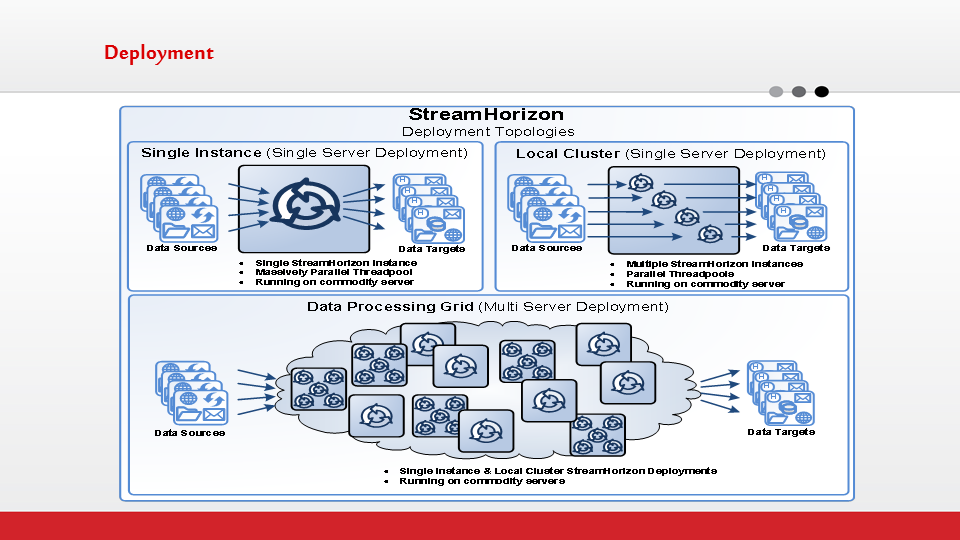 Deployment
StreamHorizon
Deployment Topologies
Single Instance (Single Server Deployment)
Data Sources
Data Targets
• Single StreamHorizon Instance
• Massively Parallel Threadpool
• Running on commodity server
Local Cluster (Single Server Deployment)
Data Sources
Data Targets
• Multiple StreamHorizon Instances
• Parallel Threadpools
• Running on commodity server
Data Processing Grid (Multi Server Deployment)
Data Sources
Data Targets
• Single Instance & Local Cluster StreamHorizon Deployments
• Running on commodity servers